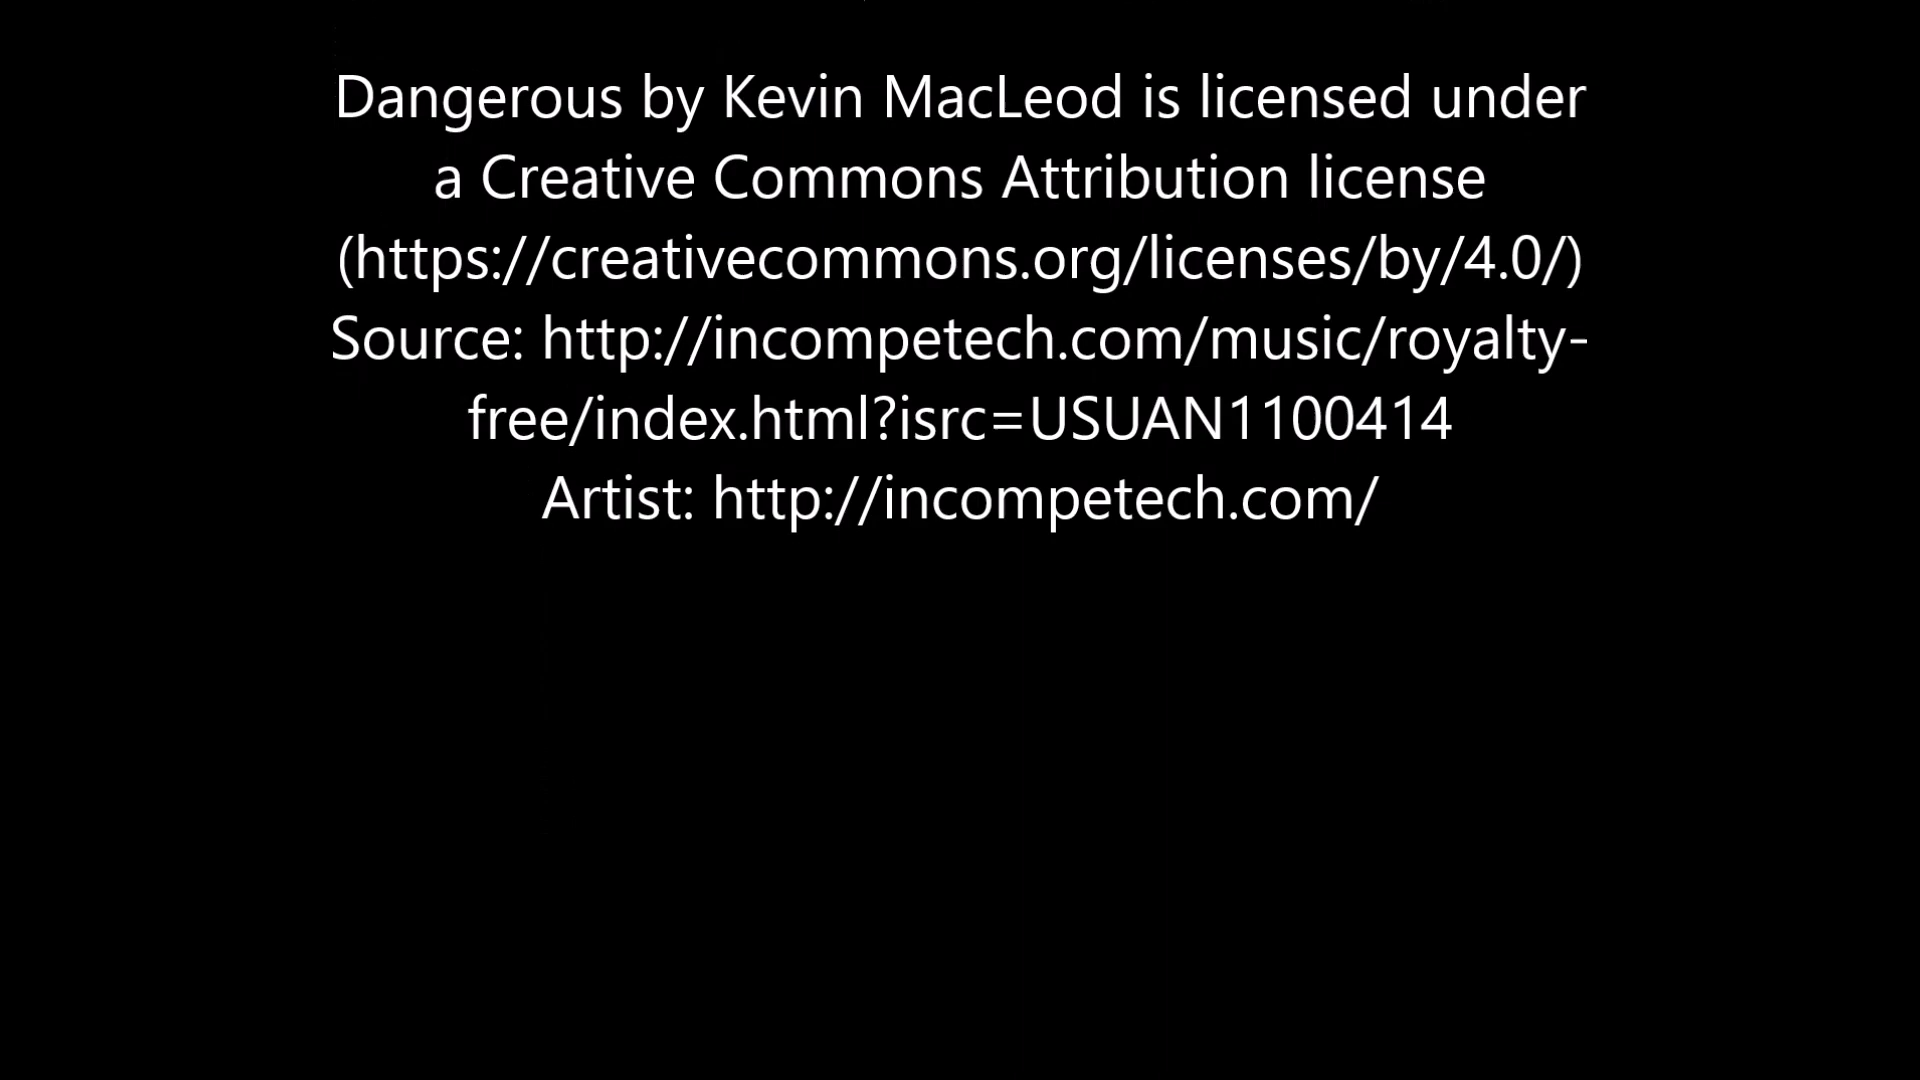 Dangerous by Kevin MacLeod is licensed under
a Creative Commons Attribution license
(https://creativecommons.org/licenses/by/4.0/)
Source: http://incompetech.com/music/royalty-
free/index.html?isrc=USUAN1100414
Artist: http://incompetech.com/